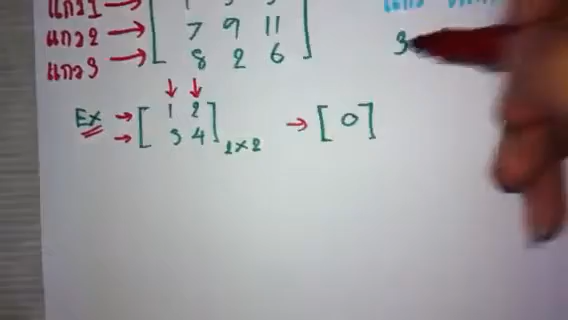 แถว 1 →
แถว 2 → 7 9 11
แถว 3 → 8 2 6
3
Ex → [ 1 2
→ 3 4 ] 2×2 → [ 0 ]